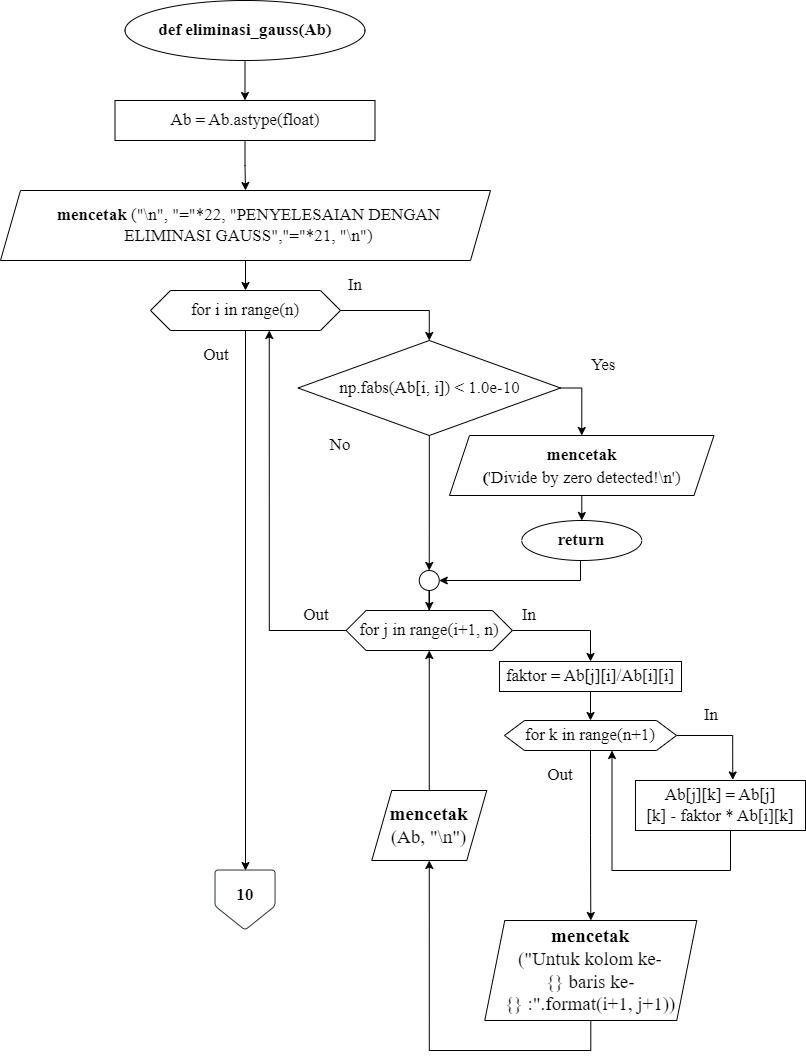 def eliminasi_gauss(Ab)
Ab = Ab.astype(float)
mencetak ("\n", "="*22, "PENYELESAIAN DENGAN
ELIMINASI GAUSS","="*21, "\n")
In
for i in range(n)
Out
Yes
np.fabs(Ab[i, i]) < 1.0e-10
No
mencetak
('Divide by zero detected!\n')
return
Out
In
for j in range(i+1, n)
faktor = Ab[j][i]/Ab[i][i]
In
for k in range(n+1)
Out
Ab[j][k] = Ab[j]
[k] - faktor * Ab[i][k]
mencetak
(Ab, "\n")
10
mencetak
("Untuk kolom ke-
{} baris ke-
{} :".format(i+1, j+1))